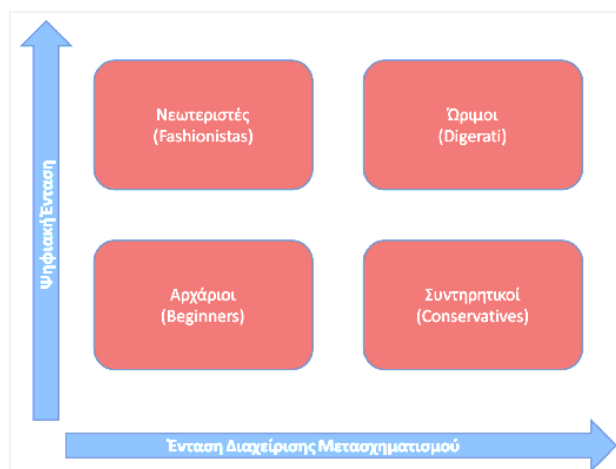 Νεωτεριστές
(Fashionistas)
Ώριμοι
(Digerati)
Ψηφιακή Ένταση
Αρχάριοι
(Beginners)
Συντηρητικοί
(Conservatives)
Ένταση Διαχείρισης Μετασχηματισμού